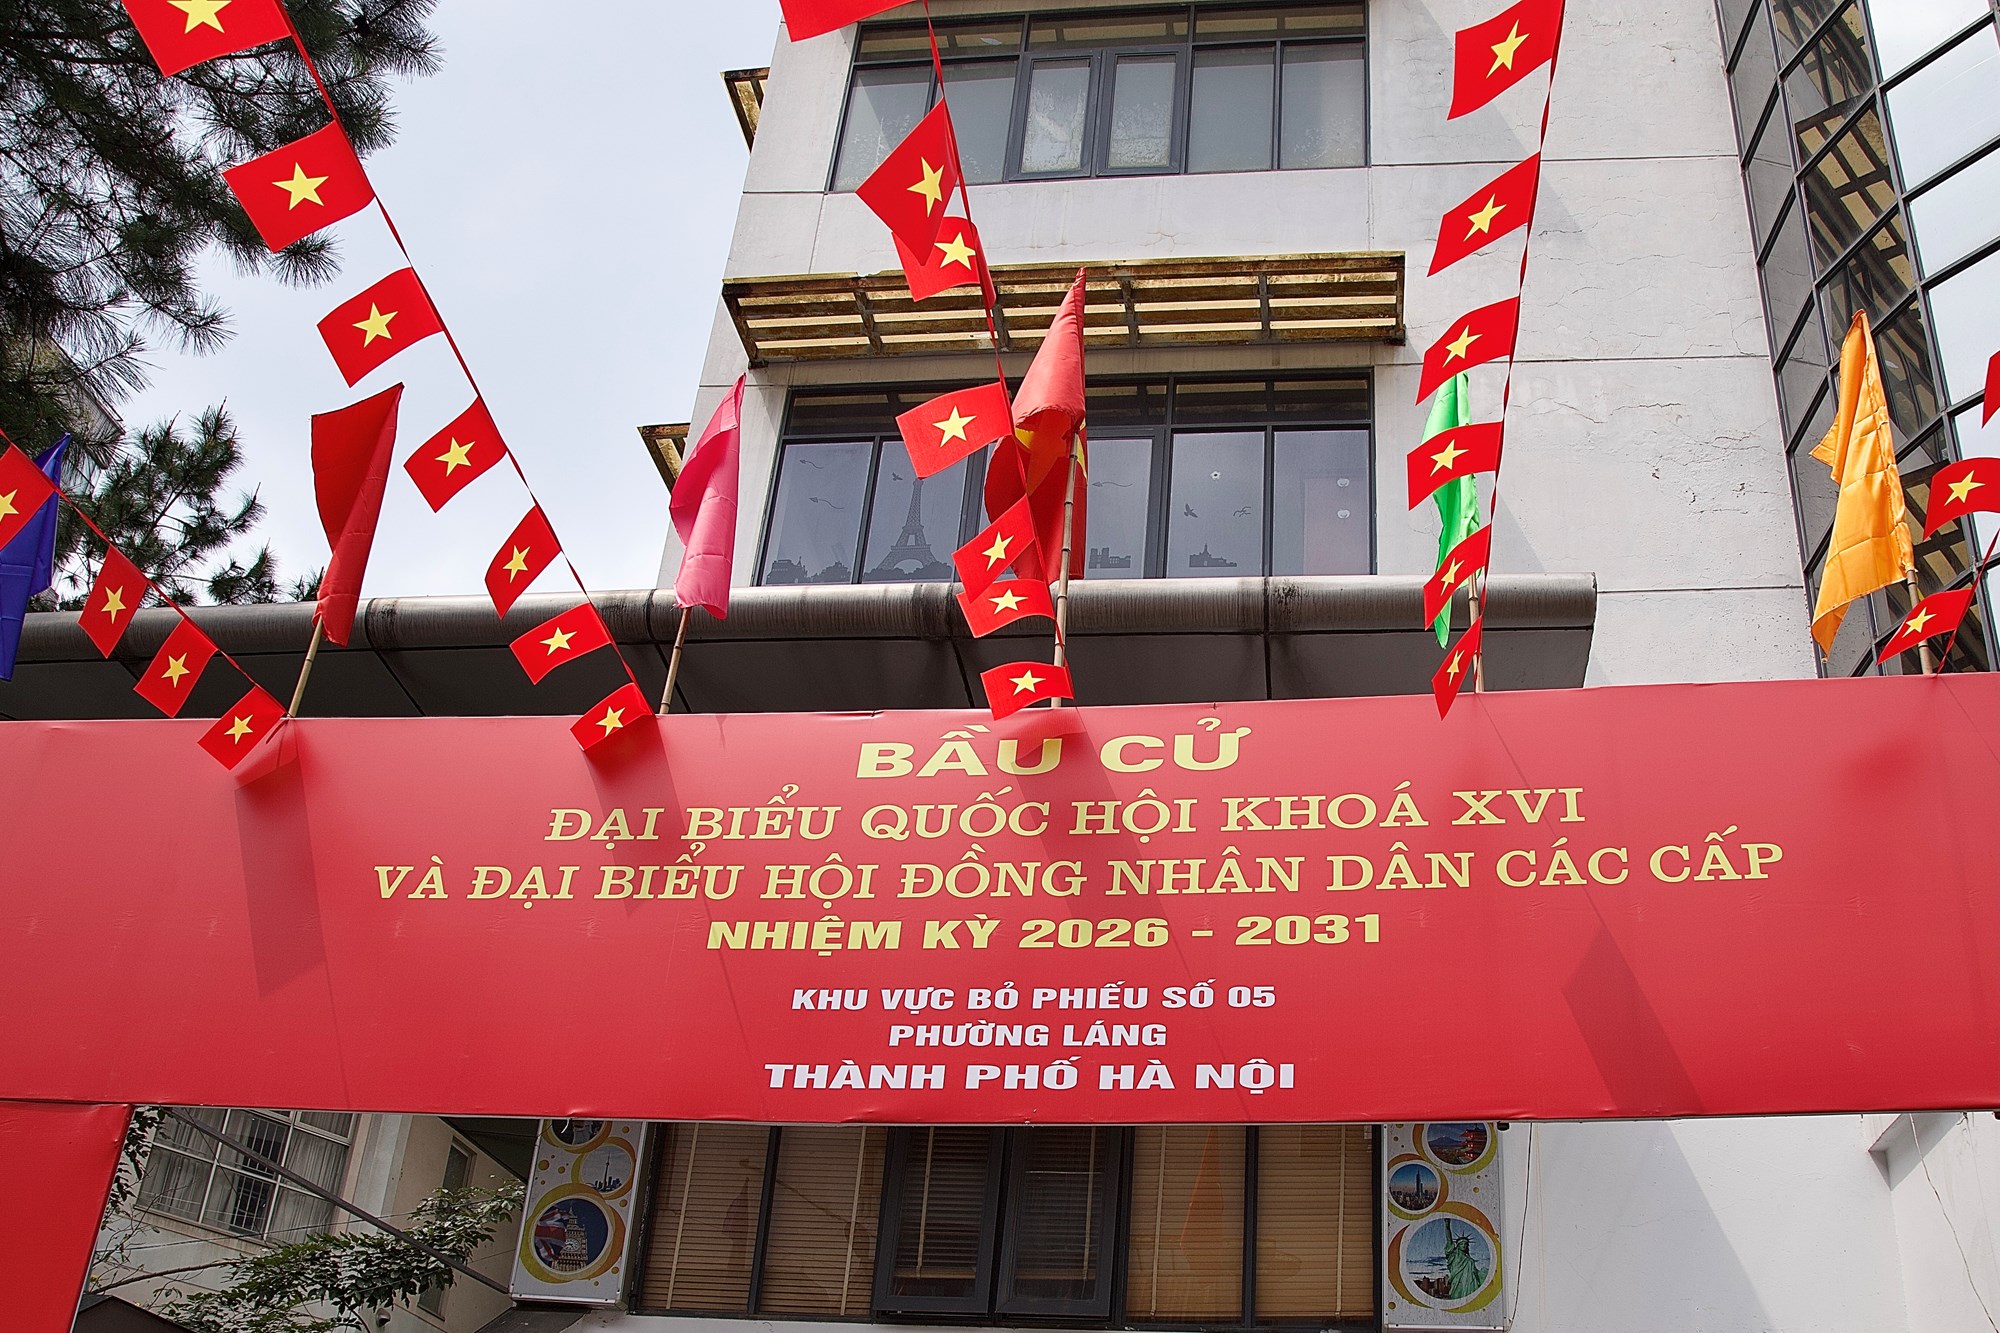 BẦU CỬ
ĐẠI BIỂU QUỐC HỘI KHOÁ XVI
VÀ ĐẠI BIỂU HỘI ĐỒNG NHÂN DÂN CÁC CẤP
NHIỆM KỲ 2026 - 2031
KHU VỰC BỎ PHIẾU SỐ 05
PHƯỜNG LÁNG
THÀNH PHỐ HÀ NỘI